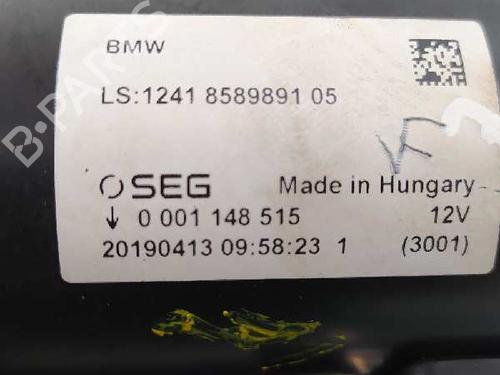 BMW
LS:1241 8589891 05
SEG Made in Hungary
0 001 148 515 12V
20190413 09:58:23 1 (3001)
B-PARTS